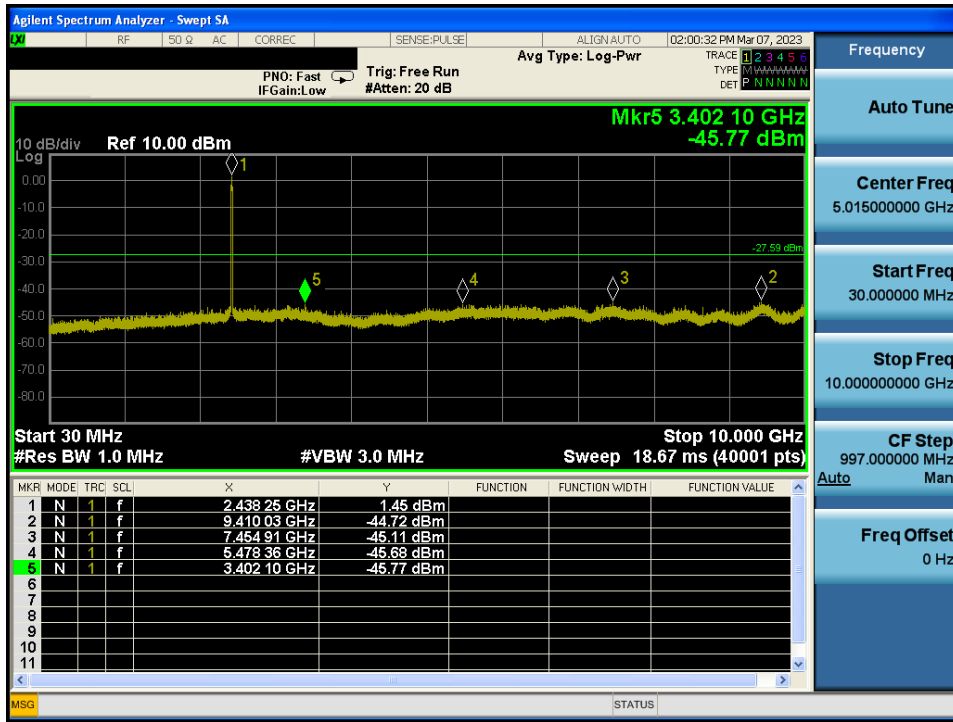 Agilent Spectrum Analyzer - Swept SA
LXI RF 50 Ω AC CORREC SENSE:PULSE ALIGN AUTO 02:00:32 PM Mar 07, 2023
Frequency
PNO: Fast
IFGain:Low
Trig: Free Run
#Atten: 20 dB
Avg Type: Log-Pwr
TRACE 1 2 3 4 5 6
TYPE M
DET P N N N N N
Auto Tune
Mkr5 3.402 10 GHz
-45.77 dBm
10 dB/div Ref 10.00 dBm
Log
0.00
-10.0
-20.0
-30.0
-40.0
-50.0
-60.0
-70.0
-80.0
1
5
4
3
2
-27.59 dBm
Start 30 MHz Stop 10.000 GHz
#Res BW 1.0 MHz #VBW 3.0 MHz Sweep 18.67 ms (40001 pts)
Center Freq
5.015000000 GHz
Start Freq
30.000000 MHz
Stop Freq
10.000000000 GHz
CF Step
997.000000 MHz
Auto Man
Freq Offset
0 Hz
MKR MODE TRC SCL X Y FUNCTION FUNCTION WIDTH FUNCTION VALUE
1 N 1 f 2.438 25 GHz 1.45 dBm
2 N 1 f 9.410 03 GHz -44.72 dBm
3 N 1 f 7.454 91 GHz -45.11 dBm
4 N 1 f 5.478 36 GHz -45.68 dBm
5 N 1 f 3.402 10 GHz -45.77 dBm
6
7
8
9
10
11
MSG STATUS